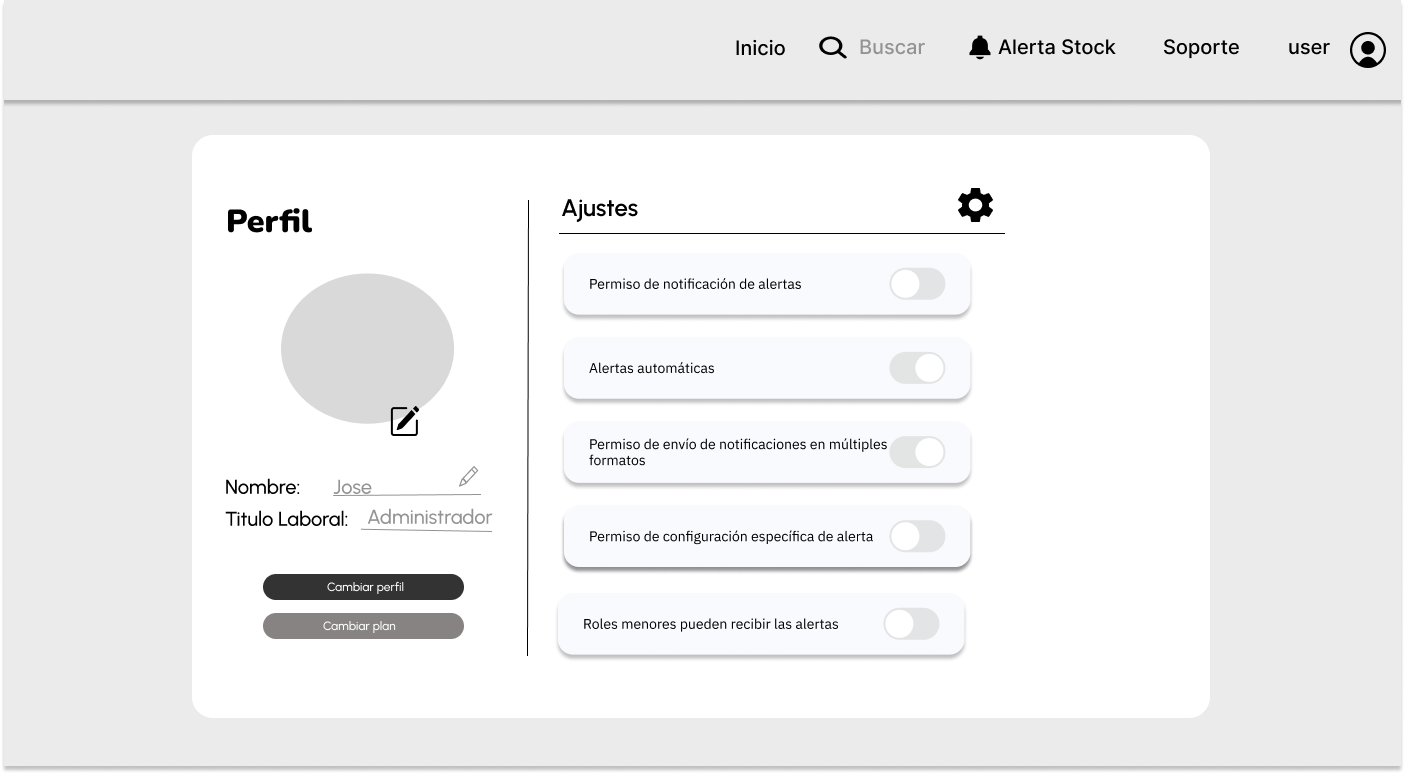 Inicio
Buscar
Alerta Stock
Soporte
user
Perfil
Nombre: Jose
Titulo Laboral: Administrador
Cambiar perfil
Cambiar plan
Ajustes
Permiso de notificación de alertas
Alertas automáticas
Permiso de envío de notificaciones en múltiples
formatos
Permiso de configuración específica de alerta
Roles menores pueden recibir las alertas